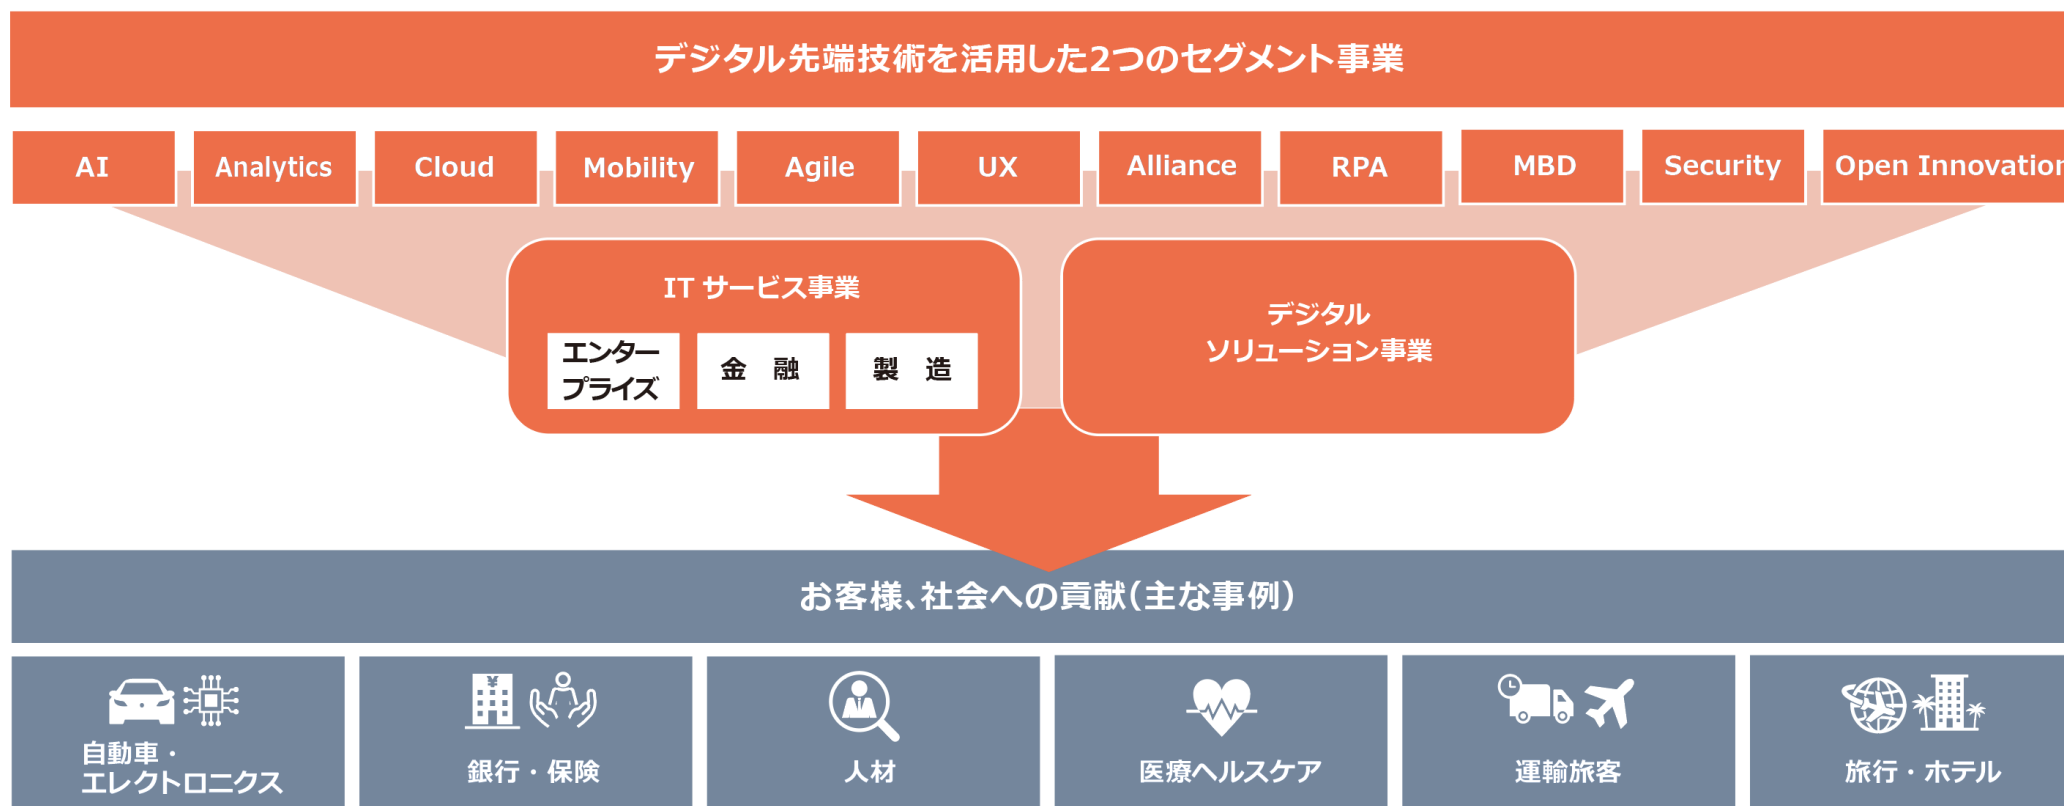 デジタル先端技術を活用した2つのセグメント事業
AI
Analytics
Cloud
Mobility
Agile
UX
Alliance
RPA
MBD
Security
Open Innovation
IT サービス事業
エンター
プライズ
金　融
製　造
デジタル
ソリューション事業
お客様、社会への貢献（主な事例）
¥
自動車・
エレクトロニクス
銀行・保険
人材
医療ヘルスケア
運輸旅客
旅行・ホテル